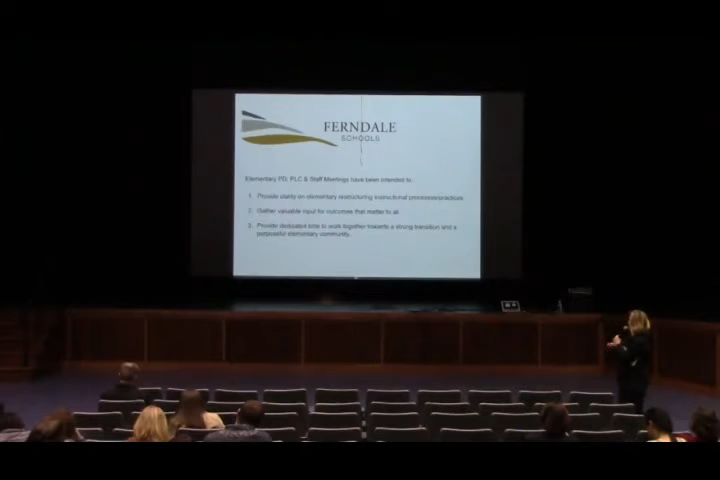 FERNDALE
SCHOOLS
Elementary PD, PLC & Staff Meetings have been intended to...
1. Provide clarity on elementary restructuring instructional processes/practices
2. Gather valuable input for outcomes that matter to all
3. Provide dedicated time to work together towards a strong transition and a
purposeful elementary community.